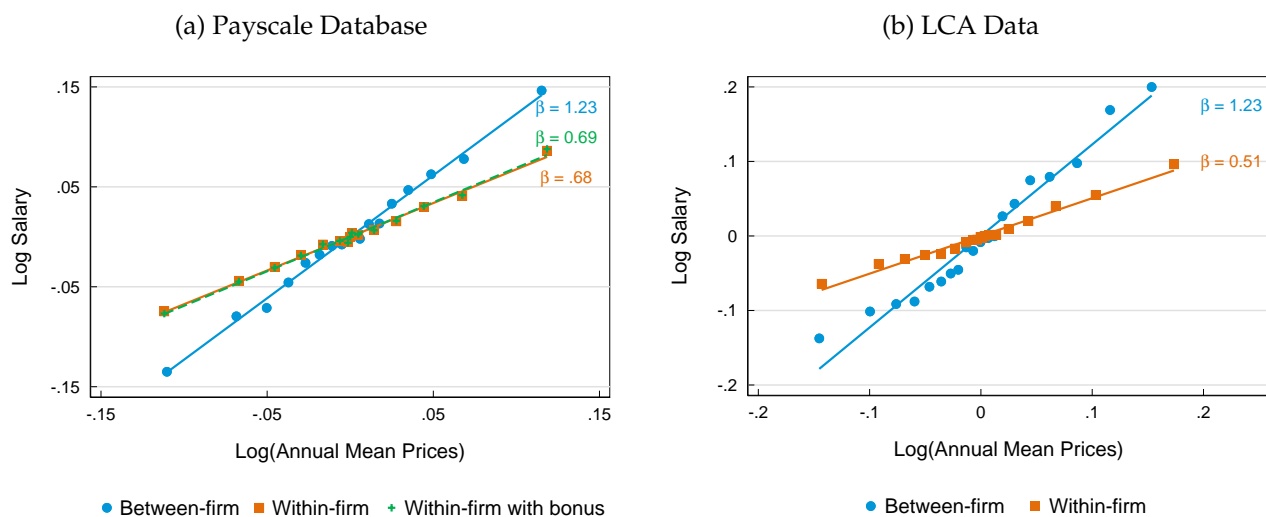 (a) Payscale Database
.15
.05
-.05
-.15
-.15
-.05
.05
.15
Log Salary
Log(Annual Mean Prices)
β = 1.23
β = 0.69
β = .68
Between-firm
Within-firm
Within-firm with bonus
(b) LCA Data
.2
0.1
0
-0.1
-.2
-.2
-.1
0
.1
.2
Log Salary
Log(Annual Mean Prices)
β = 1.23
β = 0.51
Between-firm
Within-firm